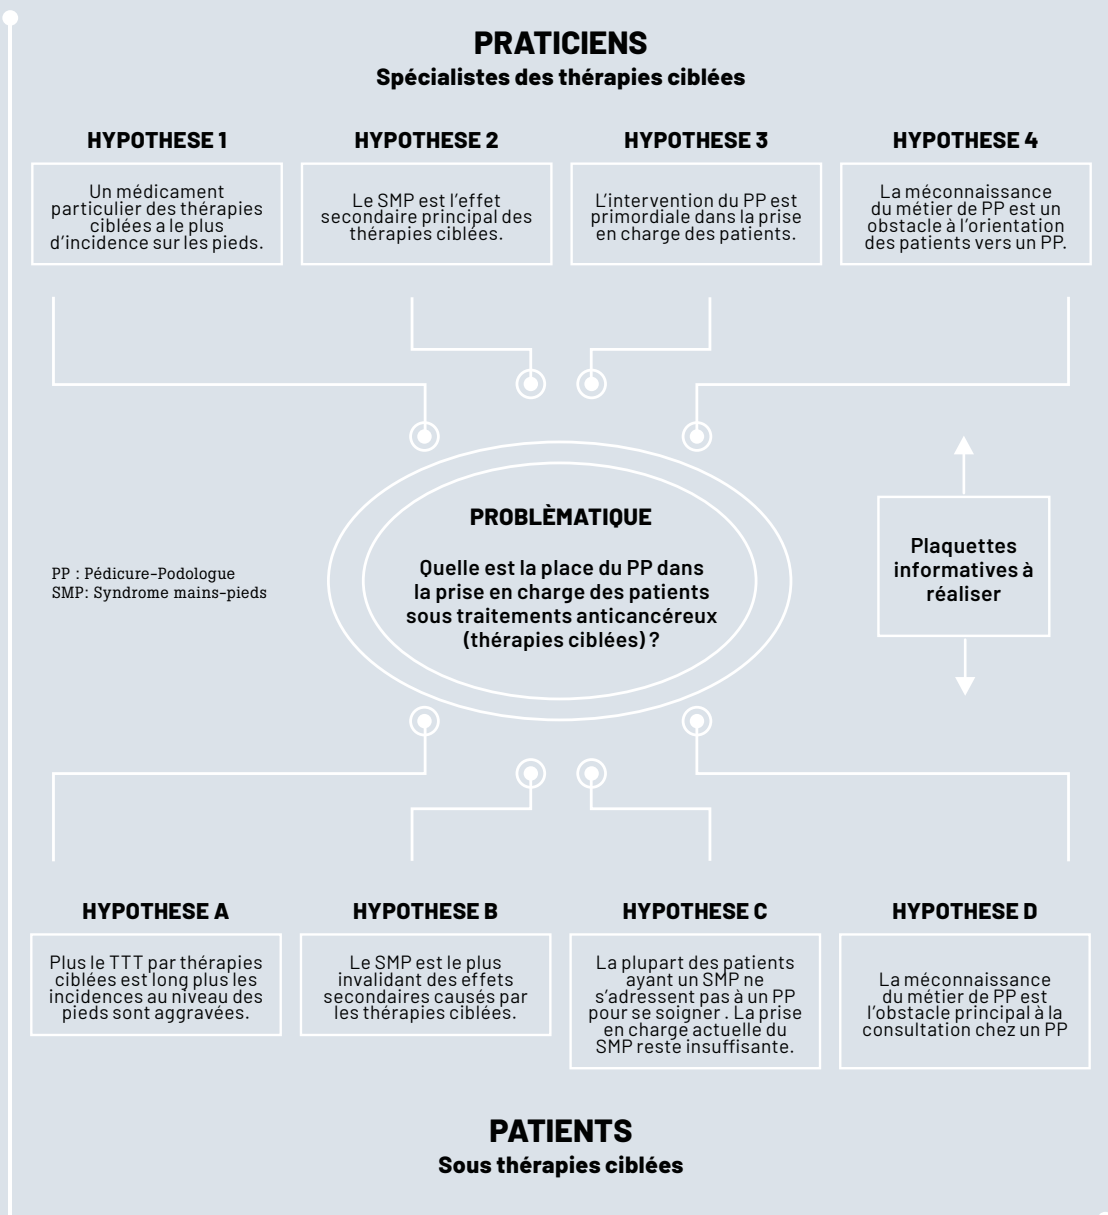 PRATICIENS
Spécialistes des thérapies ciblées
HYPOTHESE 1
Un médicament
particulier des thérapies
ciblées a le plus
d'incidence sur les pieds.
HYPOTHESE 2
Le SMP est l'effet
secondaire principal des
thérapies ciblées.
HYPOTHESE 3
L'intervention du PP est
primordiale dans la prise
en charge des patients.
HYPOTHESE 4
La méconnaissance
du métier de PP est un
obstacle à l'orientation
des patients vers un PP.
PP : Pédicure-Podologue
SMP: Syndrome mains-pieds
PROBLÈMATIQUE
Quelle est la place du PP dans
la prise en charge des patients
sous traitements anticancéreux
(thérapies ciblées) ?
Plaquettes
informatives à
réaliser
HYPOTHESE A
Plus le TTT par thérapies
ciblées est long plus les
incidences au niveau des
pieds sont aggravées.
HYPOTHESE B
Le SMP est le plus
invalidant des effets
secondaires causés par
les thérapies ciblées.
HYPOTHESE C
La plupart des patients
ayant un SMP ne
s'adressent pas à un PP
pour se soigner . La prise
en charge actuelle du
SMP reste insuffisante.
HYPOTHESE D
La méconnaissance
du métier de PP est
l'obstacle principal à la
consultation chez un PP
PATIENTS
Sous thérapies ciblées